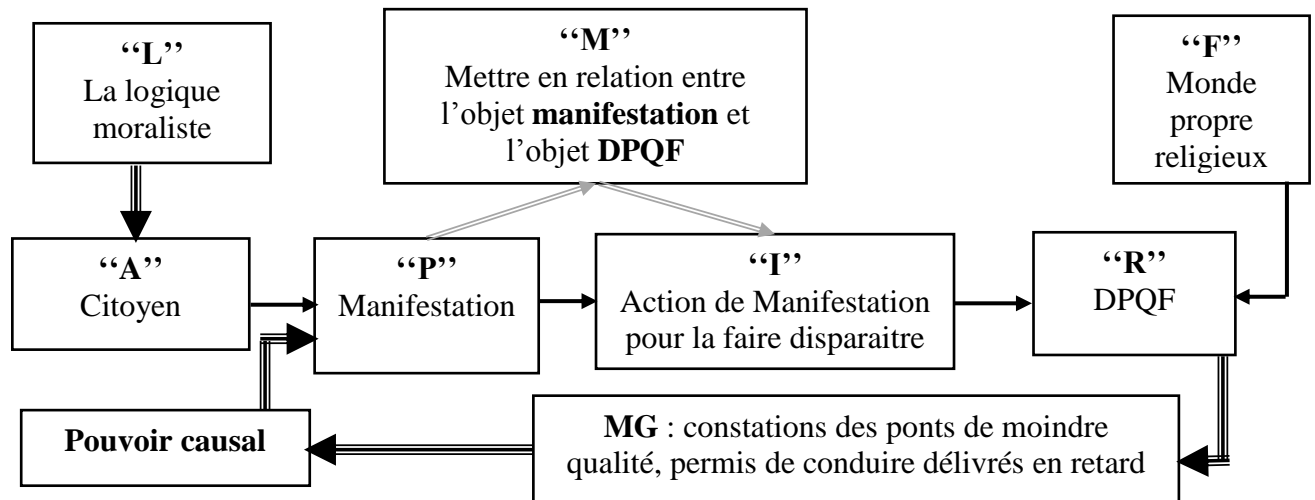 ‘‘L’’
La logique
moraliste
‘‘M’’
Mettre en relation entre
l’objet manifestation et
l’objet DPQF
‘‘F’’
Monde
propre
religieux
‘‘A’’
Citoyen
‘‘P’’
Manifestation
‘‘I’’
Action de Manifestation
pour la faire disparaitre
‘‘R’’
DPQF
Pouvoir causal
MG : constations des ponts de moindre
qualité, permis de conduire délivrés en retard